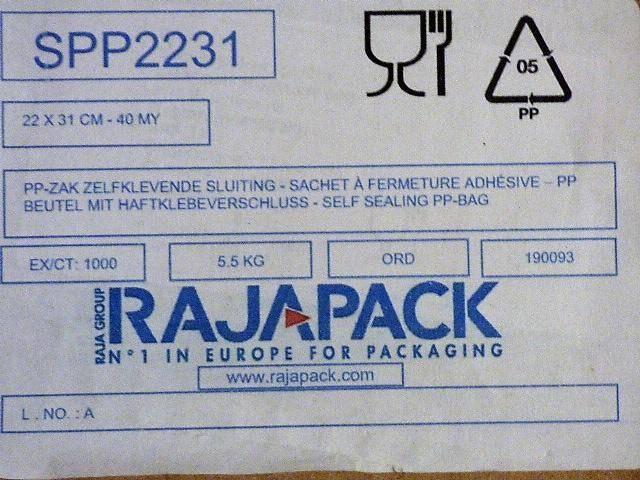 SPP2231
05
PP
22 X 31 CM - 40 MY
PP-ZAK ZELFKLEVENDE SLUITING - SACHET À FERMETURE ADHÉSIVE – PP
BEUTEL MIT HAFTKLEBEVERSCHLUSS - SELF SEALING PP-BAG
EX/CT: 1000
5.5 KG
ORD
190093
RAJA GROUP
RAJAPACK
N°1 IN EUROPE FOR PACKAGING
www.rajapack.com
L . NO. : A